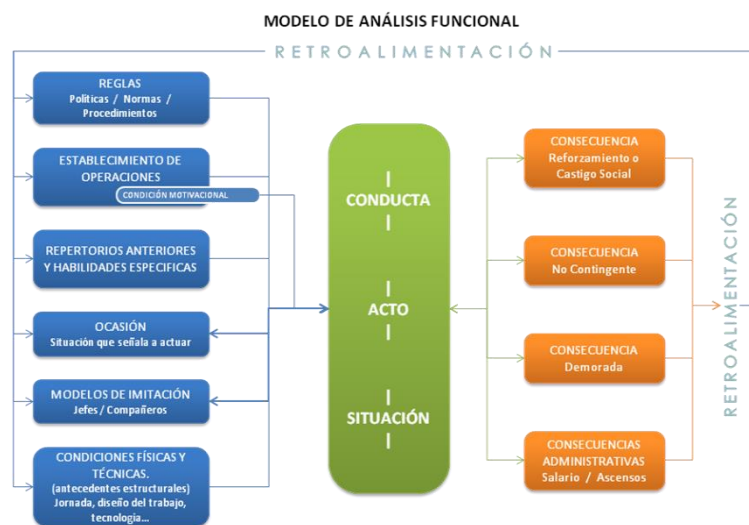 MODELO DE ANÁLISIS FUNCIONAL
RETROALIMENTACIÓN
REGLAS
Políticas / Normas /
Procedimientos
ESTABLECIMIENTO DE
OPERACIONES
CONDICIÓN MOTIVACIONAL
REPERTORIOS ANTERIORES
Y HABILIDADES ESPECIFICAS
OCASIÓN
Situación que señala a actuar
MODELOS DE IMITACIÓN
Jefes / Compañeros
CONDICIONES FÍSICAS Y
TÉCNICAS.
(antecedentes estructurales)
Jornada, diseño del trabajo,
tecnologia...
CONDUCTA
ACTO
SITUACIÓN
CONSECUENCIA
Reforzamiento o
Castigo Social
CONSECUENCIA
No Contingente
CONSECUENCIA
Demorada
CONSECUENCIAS
ADMINISTRATIVAS
Salario / Ascensos
RETROALIMENTACIÓN